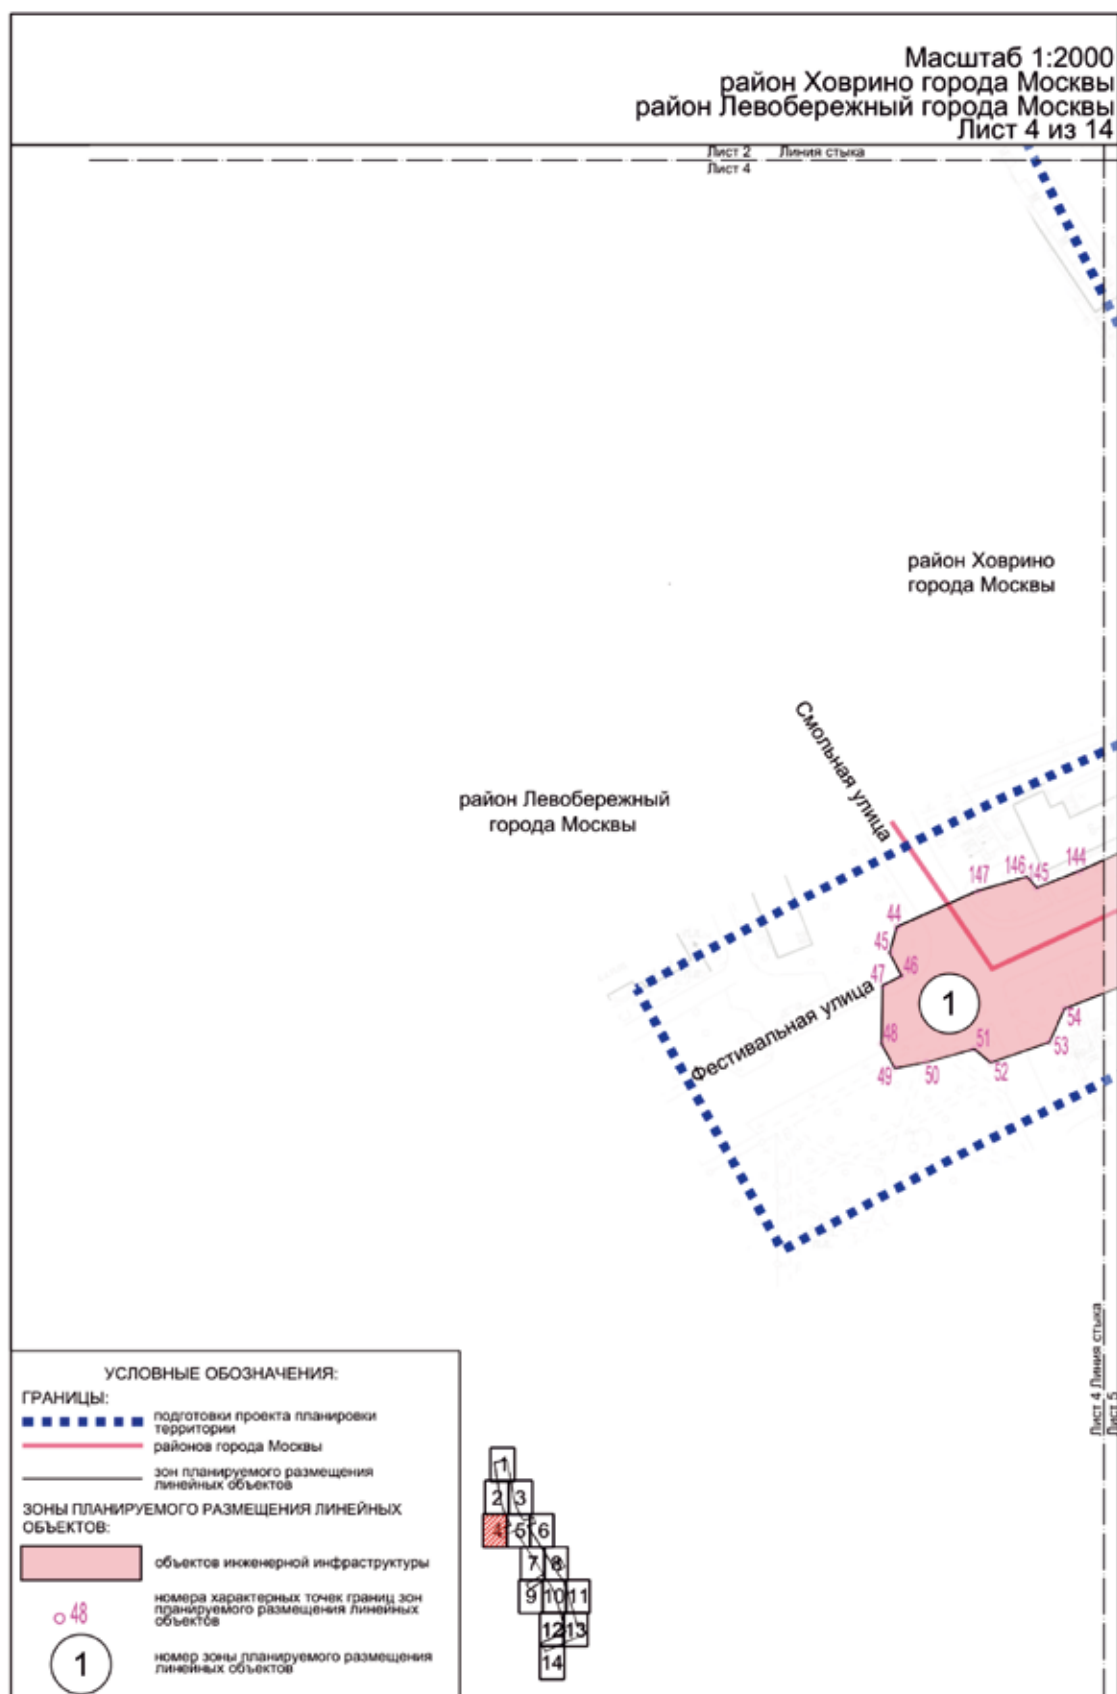 Масштаб 1:2000
район Ховрино города Москвы
район Левобережный города Москвы
Лист 4 из 14
Лист 2 Линия стыка
Лист 4
район Ховрино
города Москвы
Смольная улица
район Левобережный
города Москвы
144
145
146
147
44
45
46
47
Фестивальная улица
1
48
49
50
51
52
53
54
Лист 4 Линия стыка
Лист 5
УСЛОВНЫЕ ОБОЗНАЧЕНИЯ:
ГРАНИЦЫ:
подготовки проекта планировки
территории
районов города Москвы
зон планируемого размещения
линейных объектов
ЗОНЫ ПЛАНИРУЕМОГО РАЗМЕЩЕНИЯ ЛИНЕЙНЫХ
ОБЪЕКТОВ:
объектов инженерной инфраструктуры
48
номера характерных точек границ зон
планируемого размещения линейных
объектов
1
номер зоны планируемого размещения
линейных объектов
1
2 3
4 5 6
7 8
9 10 11
12 13
14